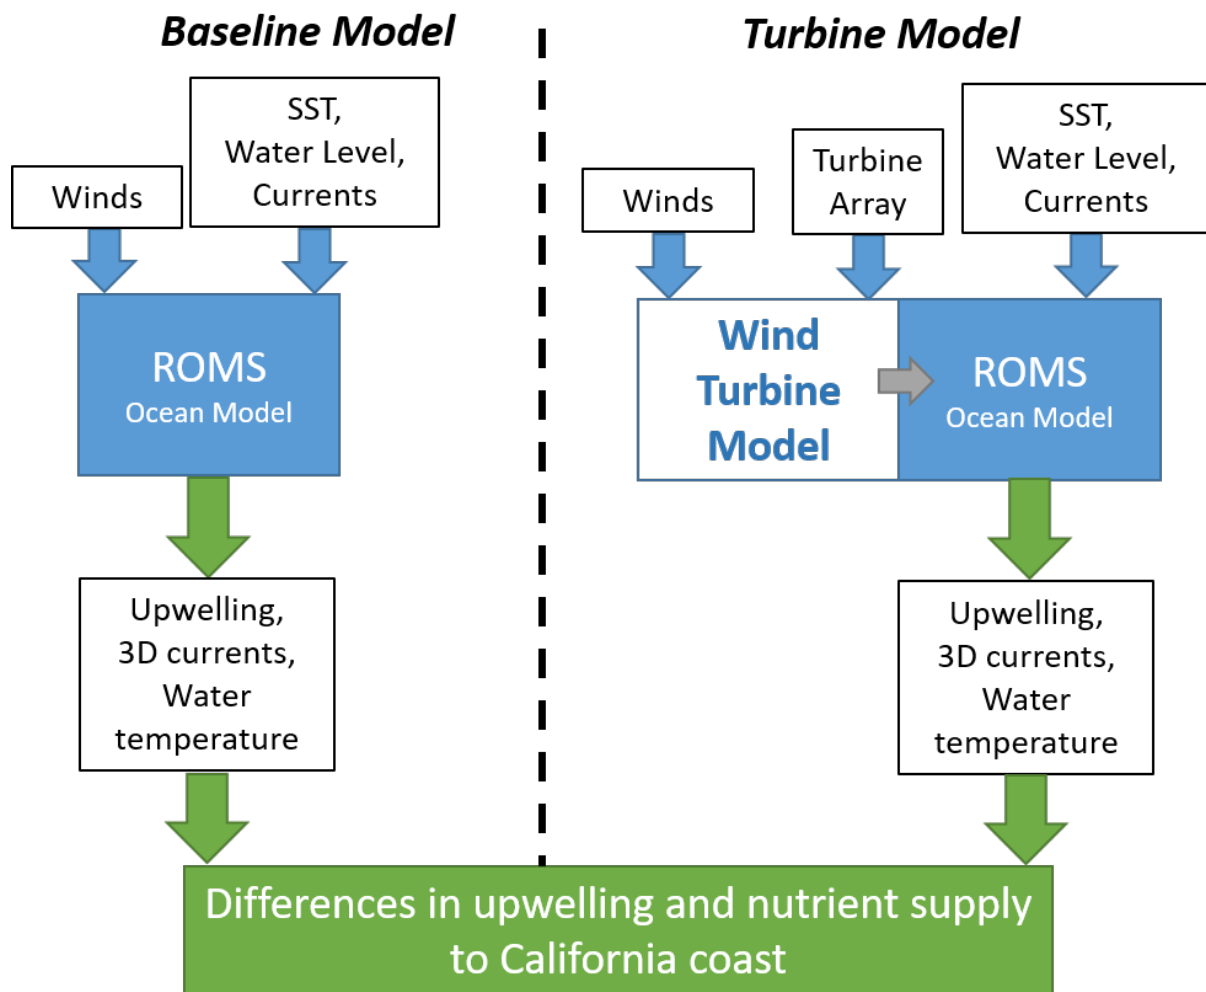 Baseline Model
Turbine Model
SST,
Water Level,
Currents
Winds
SST,
Water Level,
Currents
Turbine
Array
Winds
ROMS
Ocean Model
Wind
Turbine
Model
ROMS
Ocean Model
Upwelling,
3D currents,
Water
temperature
Upwelling,
3D currents,
Water
temperature
Differences in upwelling and nutrient supply
to California coast